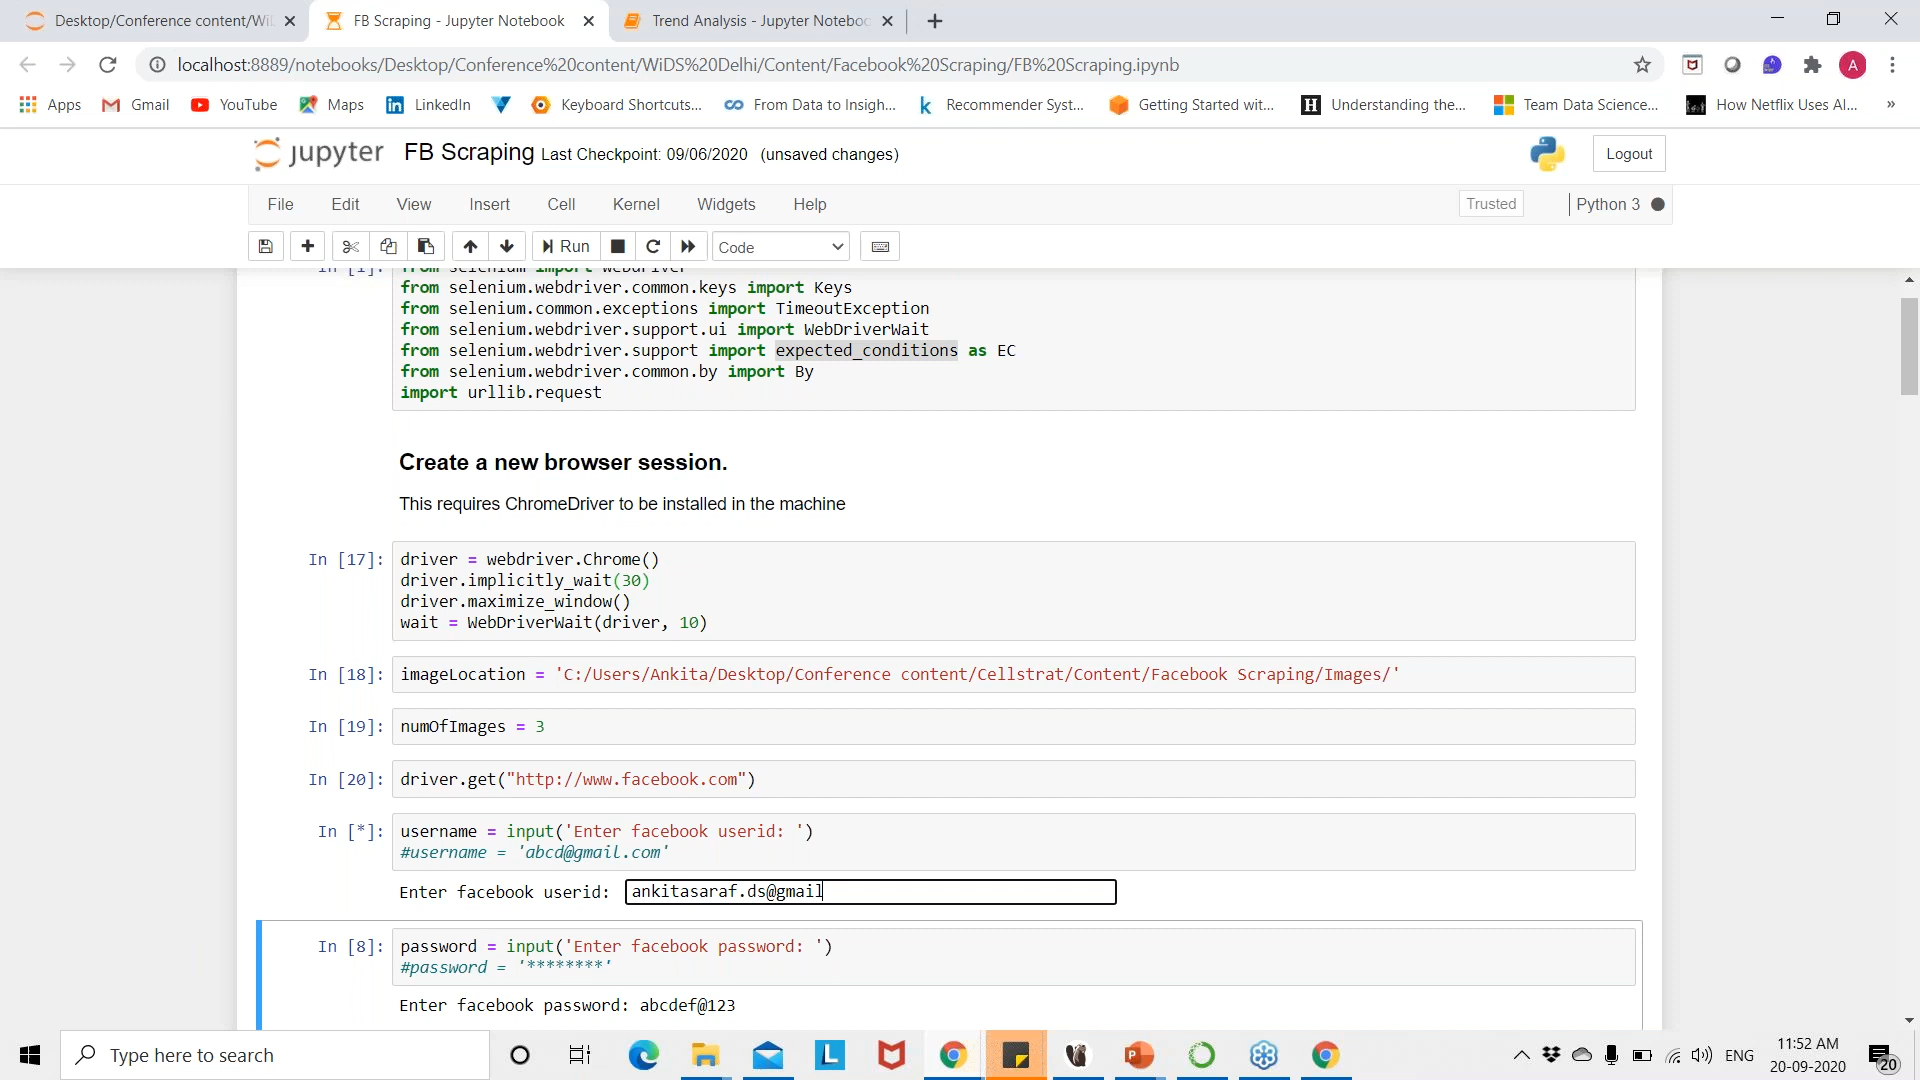 Desktop/Conference content/Wi
FB Scraping - Jupyter Notebook
Trend Analysis - Jupyter Noteboo
localhost:8889/notebooks/Desktop/Conference%20content/WiDS%20Delhi/Content/Facebook%20Scraping/FB%20Scraping.ipynb
A
Apps Gmail YouTube Maps LinkedIn Keyboard Shortcuts... From Data to Insigh... Recommender Syst... Getting Started wit... Understanding the... Team Data Science... How Netflix Uses AI... »
jupyter FB Scraping Last Checkpoint: 09/06/2020 (unsaved changes)
Logout
File Edit View Insert Cell Kernel Widgets Help
Trusted
Python 3
Run
Code
In [1]: from selenium import webdriver
from selenium.webdriver.common.keys import Keys
from selenium.common.exceptions import TimeoutException
from selenium.webdriver.support.ui import WebDriverWait
from selenium.webdriver.support import expected_conditions as EC
from selenium.webdriver.common.by import By
import urllib.request
Create a new browser session.
This requires ChromeDriver to be installed in the machine
In [17]: driver = webdriver.Chrome()
driver.implicitly_wait(30)
driver.maximize_window()
wait = WebDriverWait(driver, 10)
In [18]: imageLocation = 'C:/Users/Ankita/Desktop/Conference content/Cellstrat/Content/Facebook Scraping/Images/'
In [19]: numOfImages = 3
In [20]: driver.get("http://www.facebook.com")
In [*]: username = input('Enter facebook userid: ')
#username = 'abcd@gmail.com'
Enter facebook userid: ankitasaraf.ds@gmail
In [8]: password = input('Enter facebook password: ')
#password = '********'
Enter facebook password: abcdef@123
Type here to search
ENG
11:52 AM
20-09-2020
20